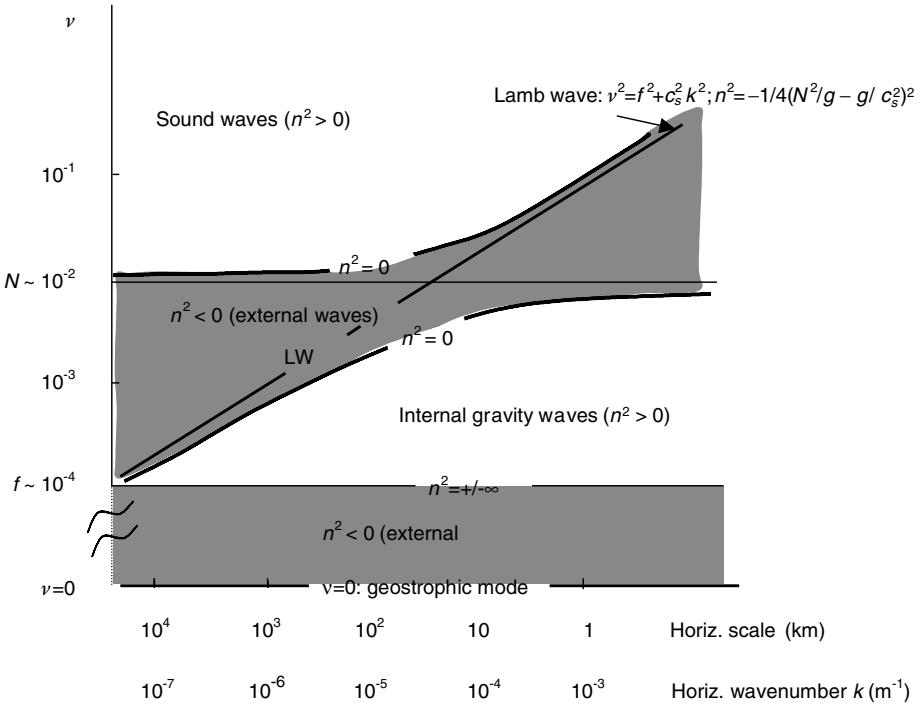 ν
Lamb wave: ν²=f²+c_s²k²; n²=−1/4(N²/g − g/ c_s²)²
Sound waves (n² > 0)
10⁻¹
n² = 0
N ~ 10⁻²
n² < 0 (external waves)
n² = 0
LW
10⁻³
Internal gravity waves (n² > 0)
f ~ 10⁻⁴
n²=+/-∞
n² < 0 (external
ν=0
ν=0: geostrophic mode
10⁴ 10³ 10² 10 1 Horiz. scale (km)
10⁻⁷ 10⁻⁶ 10⁻⁵ 10⁻⁴ 10⁻³ Horiz. wavenumber k (m⁻¹)